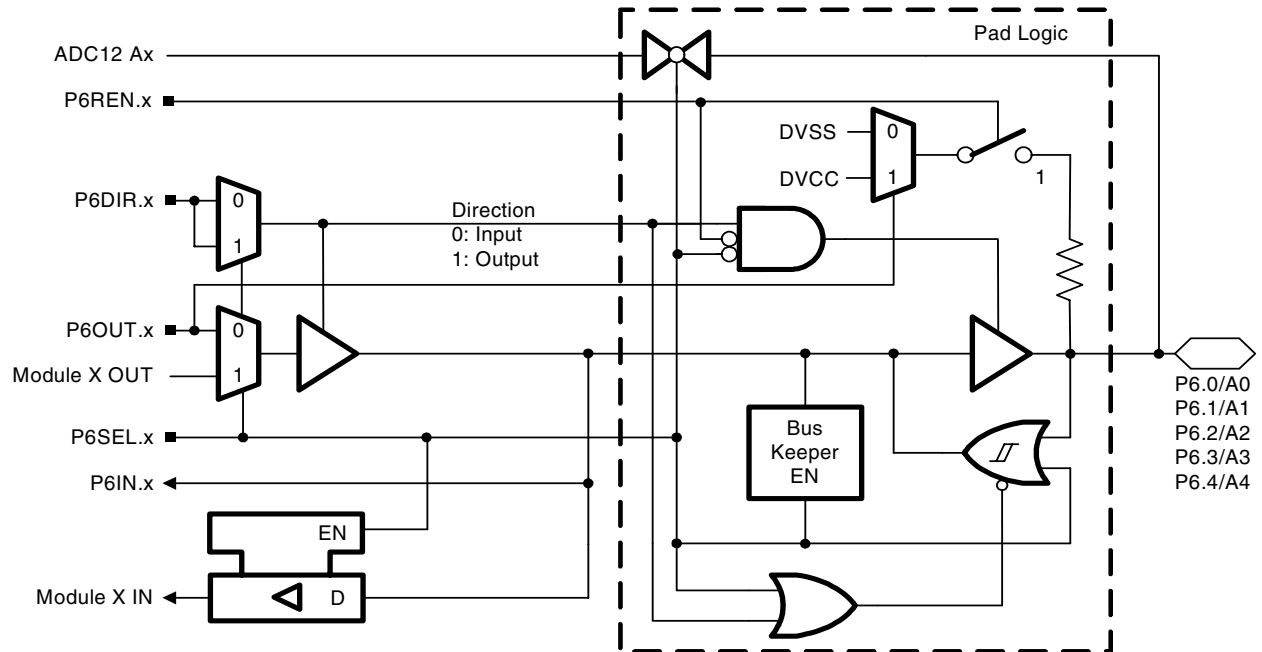 Pad Logic
ADC12 Ax
P6REN.x
DVSS
0
DVCC
1
1
P6DIR.x
0
1
Direction
0: Input
1: Output
P6OUT.x
0
Module X OUT
1
P6.0/A0
P6.1/A1
P6.2/A2
P6.3/A3
P6.4/A4
P6SEL.x
Bus
Keeper
EN
P6IN.x
EN
Module X IN
D